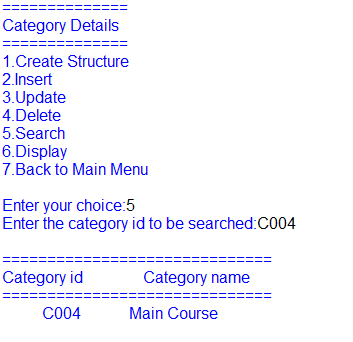 ==============
Category Details
==============
1.Create Structure
2.Insert
3.Update
4.Delete
5.Search
6.Display
7.Back to Main Menu
Enter your choice:5
Enter the category id to be searched:C004
==============================
Category id Category name
==============================
C004 Main Course